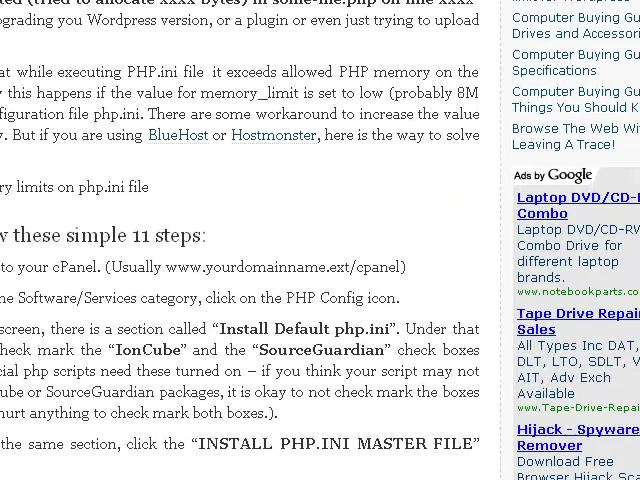 (tried to allocate xxxx bytes) in some-file.php on line xxxx
pgrading you Wordpress version, or a plugin or even just trying to upload
at while executing PHP.ini file it exceeds allowed PHP memory on the
this happens if the value for memory_limit is set to low (probably 8M
figuration file php.ini. There are some workaround to increase the value
But if you are using BlueHost or Hostmonster, here is the way to solve
ry limits on php.ini file
w these simple 11 steps:
to your cPanel. (Usually www.yourdomainname.ext/cpanel)
he Software/Services category, click on the PHP Config icon.
screen, there is a section called “Install Default php.ini”. Under that
heck mark the “IonCube” and the “SourceGuardian” check boxes
cial php scripts need these turned on – if you think your script may not
ube or SourceGuardian packages, it is okay to not check mark the boxes
hurt anything to check mark both boxes.).
the same section, click the “INSTALL PHP.INI MASTER FILE”
Computer Buying Gu
Drives and Accessori
Computer Buying Gu
Specifications
Computer Buying Gu
Things You Should K
Browse The Web Wi
Leaving A Trace!
Ads by Google
Laptop DVD/CD-R
Combo
Laptop DVD/CD-RW
Combo Drive for
different laptop
brands.
www.notebookparts.co
Tape Drive Repair
Sales
All Types Inc DAT,
DLT, LTO, SDLT, V
AIT, Adv Exch
Available
www.Tape-Drive-Repai
Hijack - Spyware
Remover
Download Free
Browser Hijack Sca